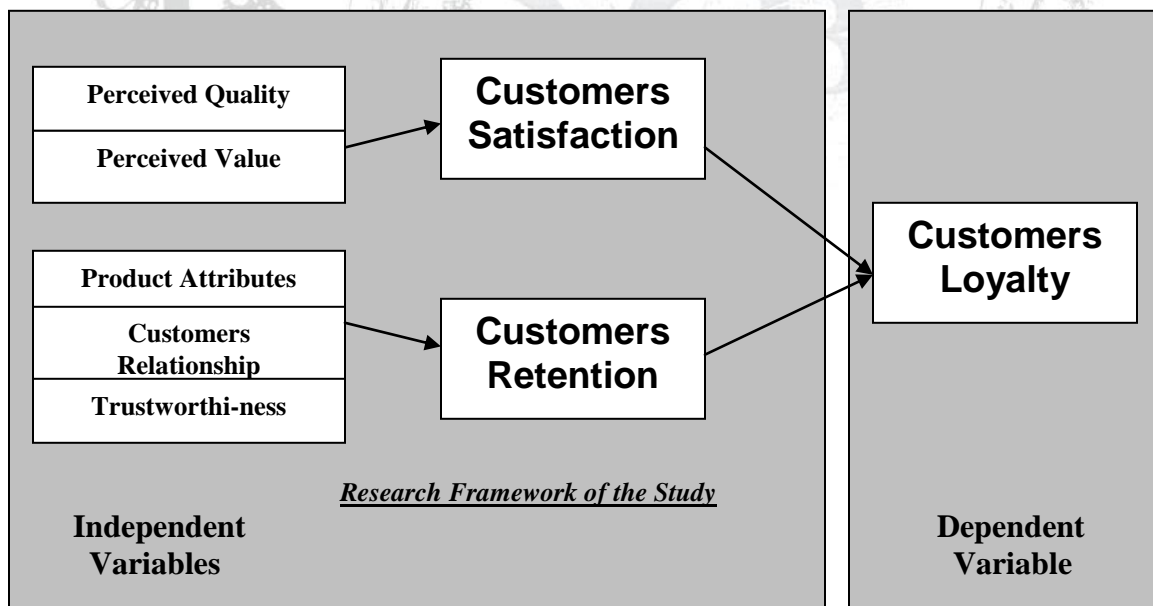 Perceived Quality
Perceived Value
Customers
Satisfaction
Product Attributes
Customers
Relationship
Trustworthi-ness
Customers
Retention
Customers
Loyalty
Research Framework of the Study
Independent
Variables
Dependent
Variable